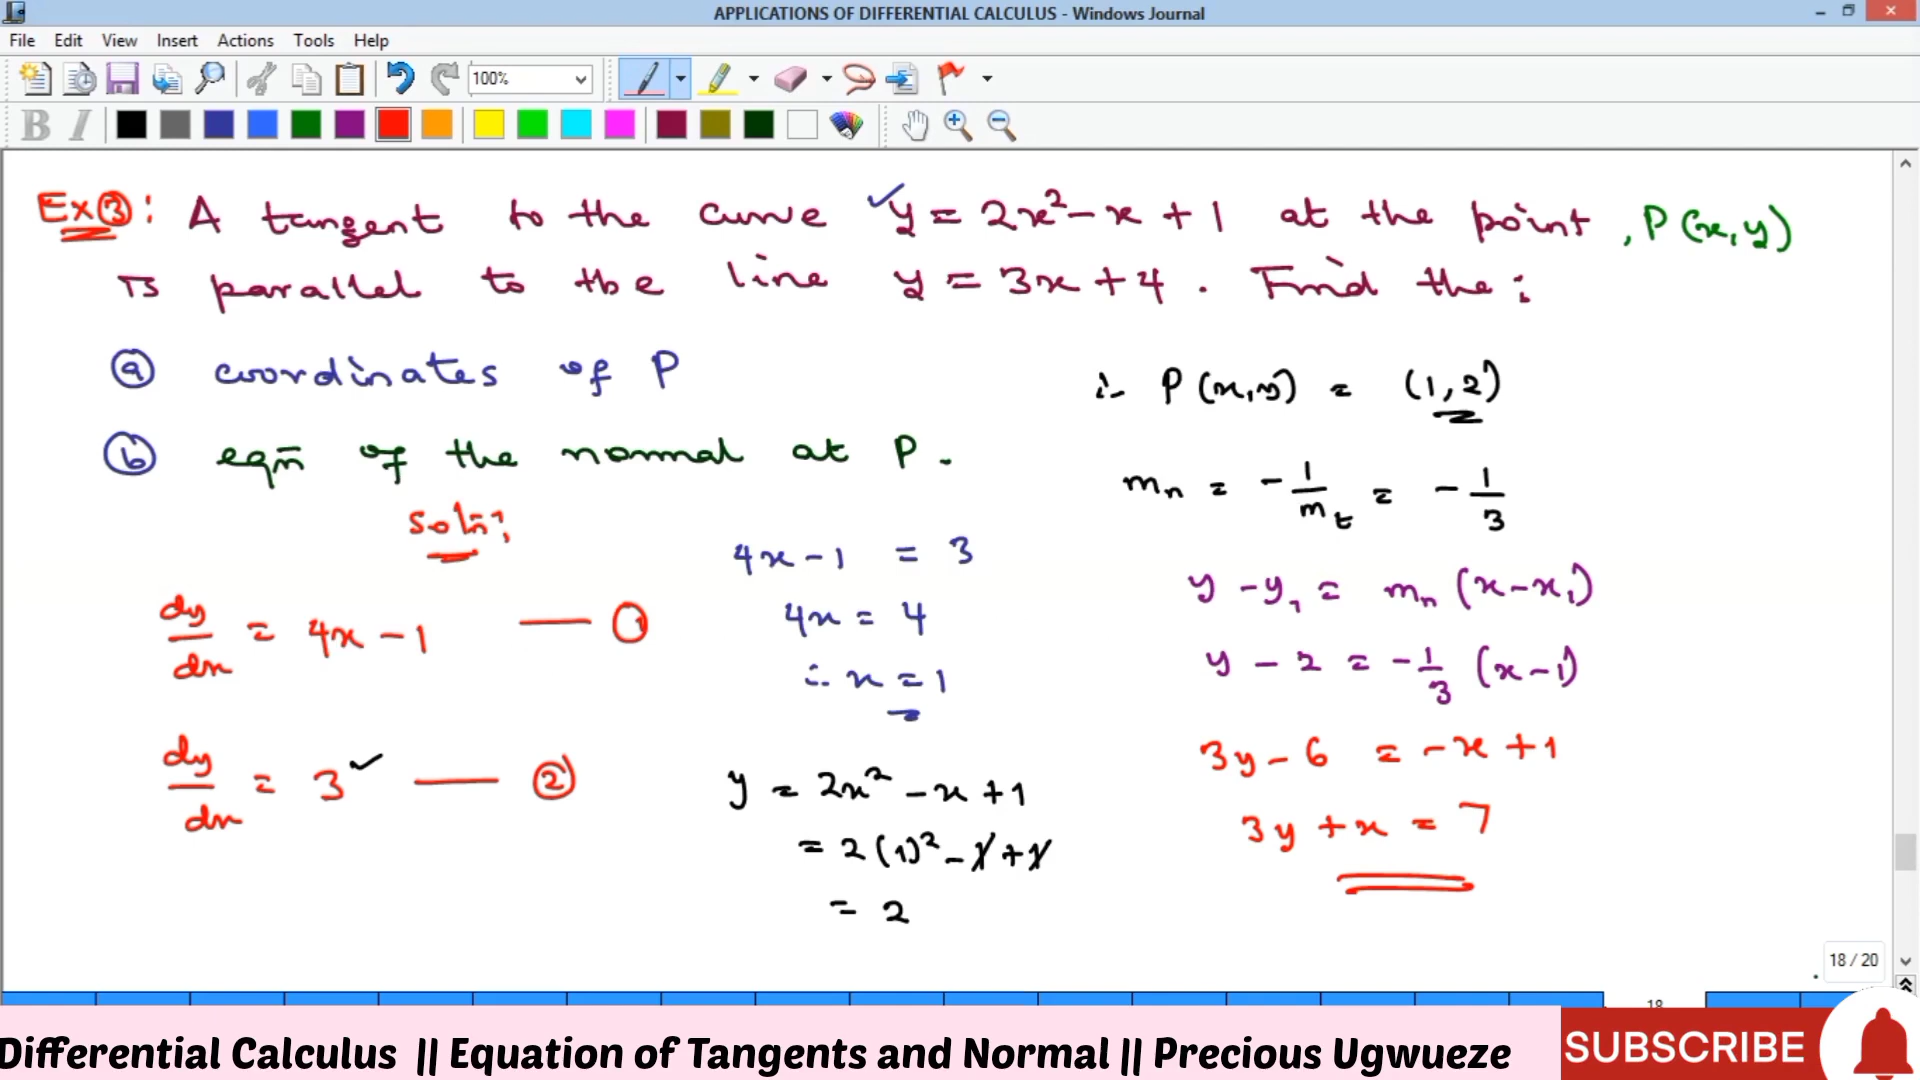 APPLICATIONS OF DIFFERENTIAL CALCULUS - Windows Journal
File Edit View Insert Actions Tools Help
100%
B I
Ex③: A tangent to the curve y = 2x² - x + 1 at the point, P(x, y)
is parallel to the line y = 3x + 4. Find the:
ⓐ coordinates of P
ⓑ eqn̄ of the normal at P.
soln̄:
dy/dx = 4x - 1 —— ①
dy/dx = 3 ✓ —— ②
4x - 1 = 3
4x = 4
∴ x = 1
y = 2x² - x + 1
= 2(1)² - 1 + 1
= 2
∴ P(x,y) = (1, 2)
mₙ = -1/mₜ = -1/3
y - y₁ = mₙ(x - x₁)
y - 2 = -1/3 (x - 1)
3y - 6 = -x + 1
3y + x = 7
18 / 20
18
Differential Calculus || Equation of Tangents and Normal || Precious Ugwueze
SUBSCRIBE